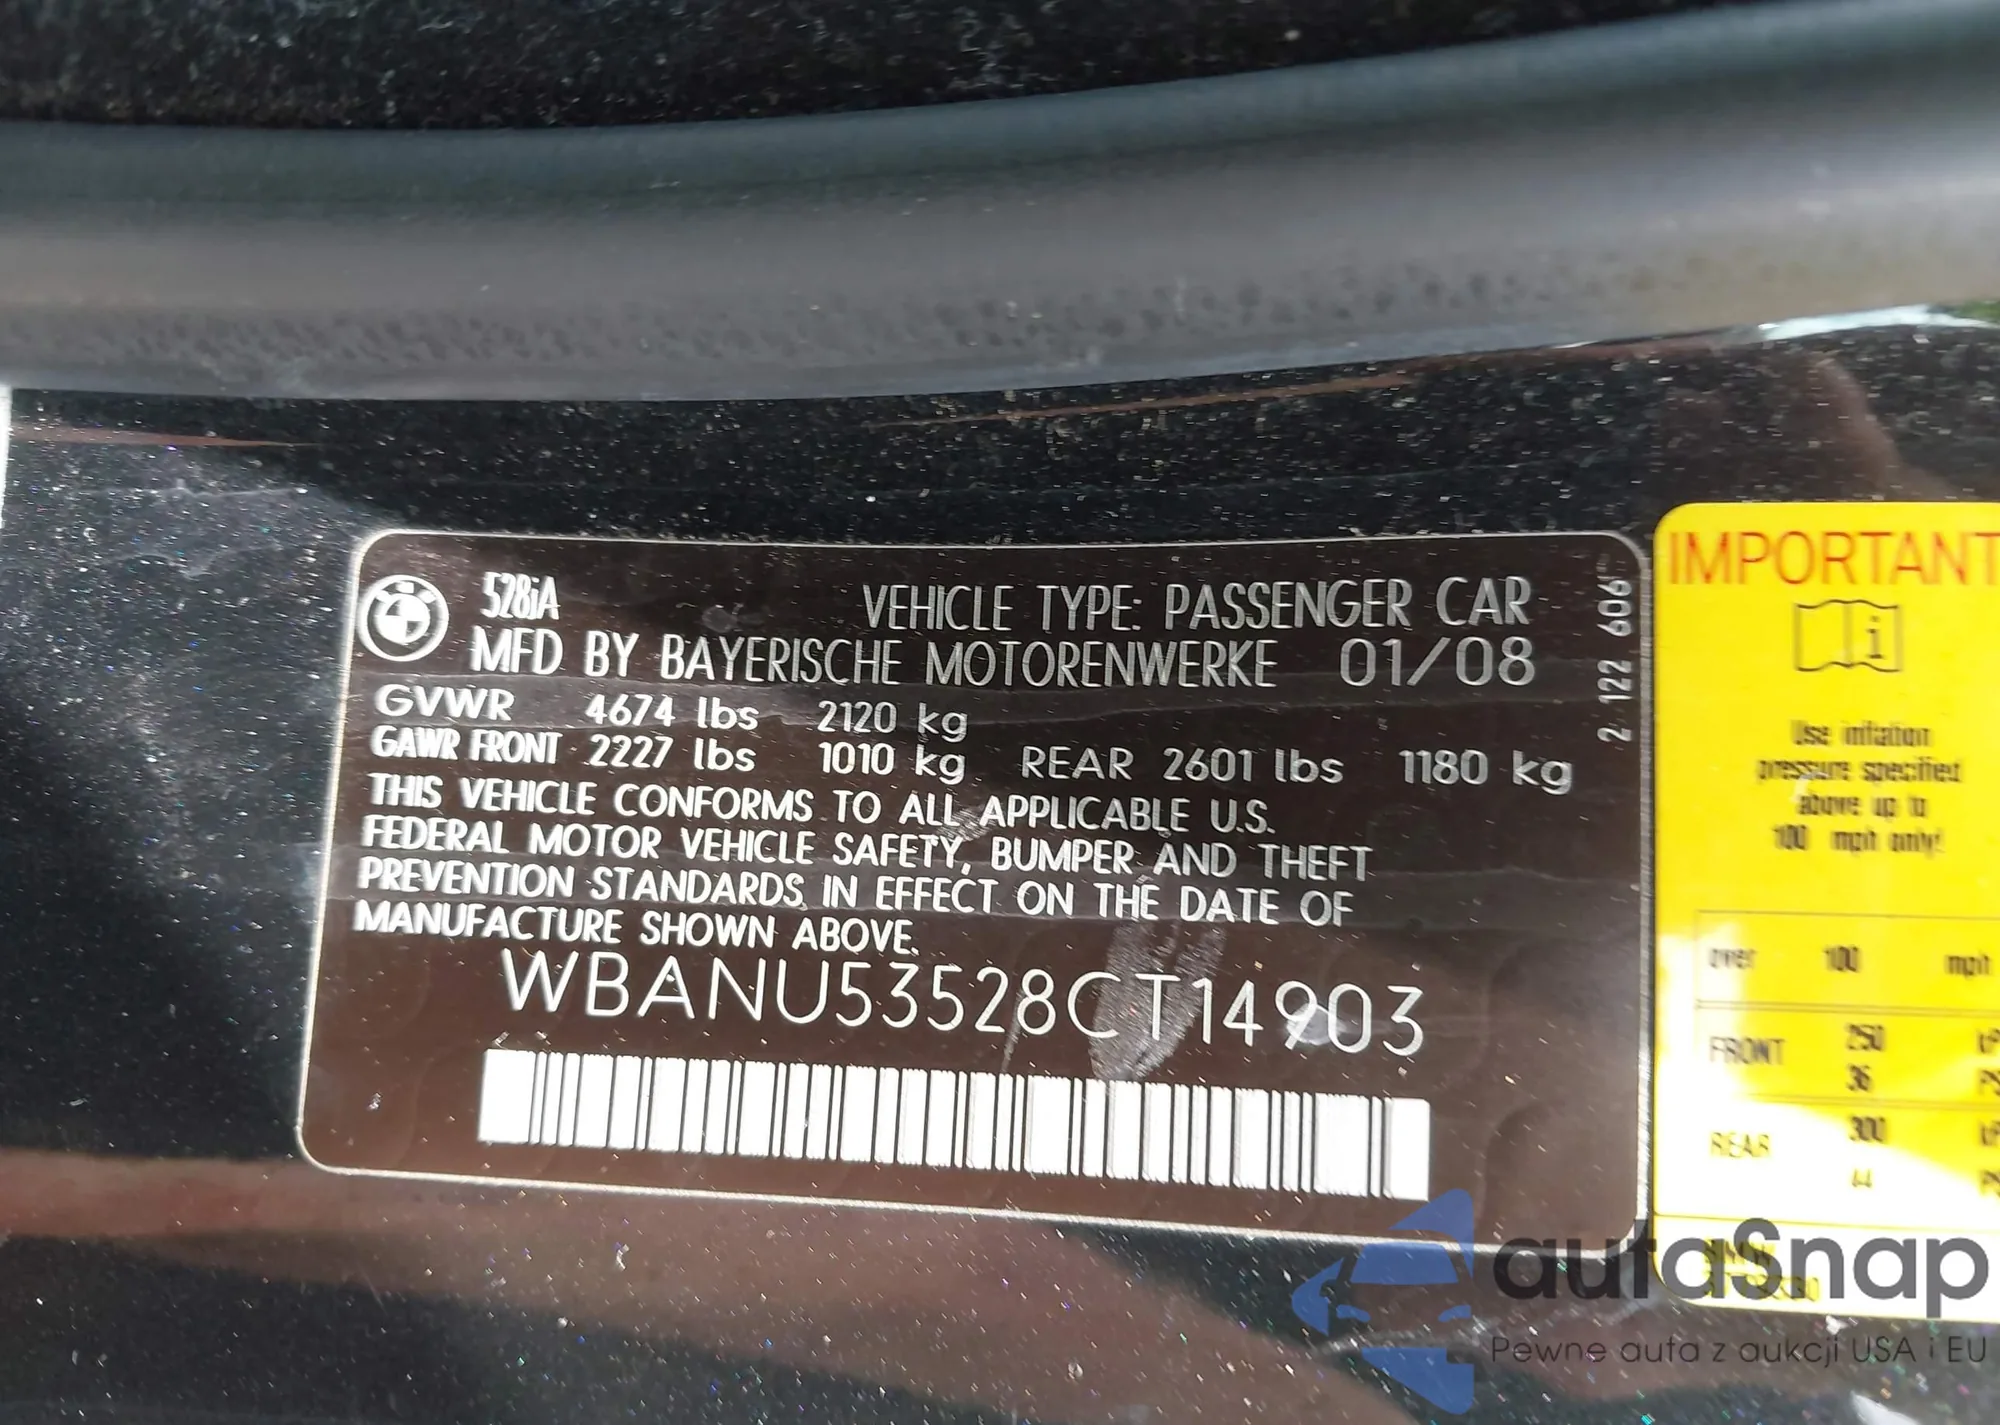 528iA
VEHICLE TYPE: PASSENGER CAR
MFD BY BAYERISCHE MOTORENWERKE 01/08
GVWR 4674 lbs 2120 kg
GAWR FRONT 2227 lbs 1010 kg REAR 2601 lbs 1180 kg
THIS VEHICLE CONFORMS TO ALL APPLICABLE U.S.
FEDERAL MOTOR VEHICLE SAFETY, BUMPER AND THEFT
PREVENTION STANDARDS IN EFFECT ON THE DATE OF
MANUFACTURE SHOWN ABOVE.
WBANU53528CT14903
2 122 606
IMPORTANT
Use inflation
pressure specified
above up to
100 mph only!
over 100 mph
FRONT 250
36
REAR 300
44
autaSnap
Pewne auta z aukcji USA i EU